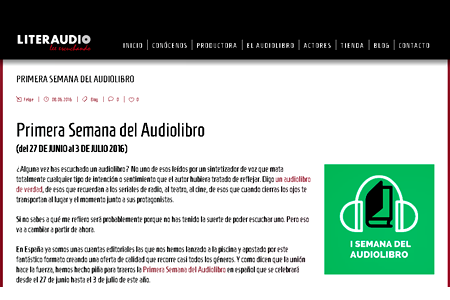 LITERAUDIO
lee escuchando
INICIO | CONÓCENOS | PRODUCTORA | EL AUDIOLIBRO | ACTORES | TIENDA | BLOG | CONTACTO
PRIMERA SEMANA DEL AUDIOLIBRO
Felipe | 08.06.2016 | Blog | 0 | 0
Primera Semana del Audiolibro
(del 27 DE JUNIO al 3 DE JULIO 2016)
¿Alguna vez has escuchado un audiolibro? No uno de esos leídos por un sintetizador de voz que mata
totalmente cualquier tipo de intención o sentimiento que el autor hubiera tratado de reflejar. Digo un audiolibro
de verdad, de esos que recuerdan a los seriales de radio, al teatro, al cine, de esos que cuando cierras los ojos te
transportan al lugar y el momento junto a sus protagonistas.
Si no sabes a qué me refiero será probablemente porque no has tenido la suerte de poder escuchar uno. Pero eso
va a cambiar a partir de ahora.
En España ya somos unas cuantas editoriales las que nos hemos lanzado a la piscina y apostado por este
fantástico formato creando una oferta de calidad que recorre casi todos los géneros. Y como dicen que la unión
hace la fuerza, hemos hecho piña para traeros la Primera Semana del Audiolibro en español que se celebrará
desde el 27 de junio hasta el 3 de julio de este año.
I SEMANA DEL
AUDIOLIBRO